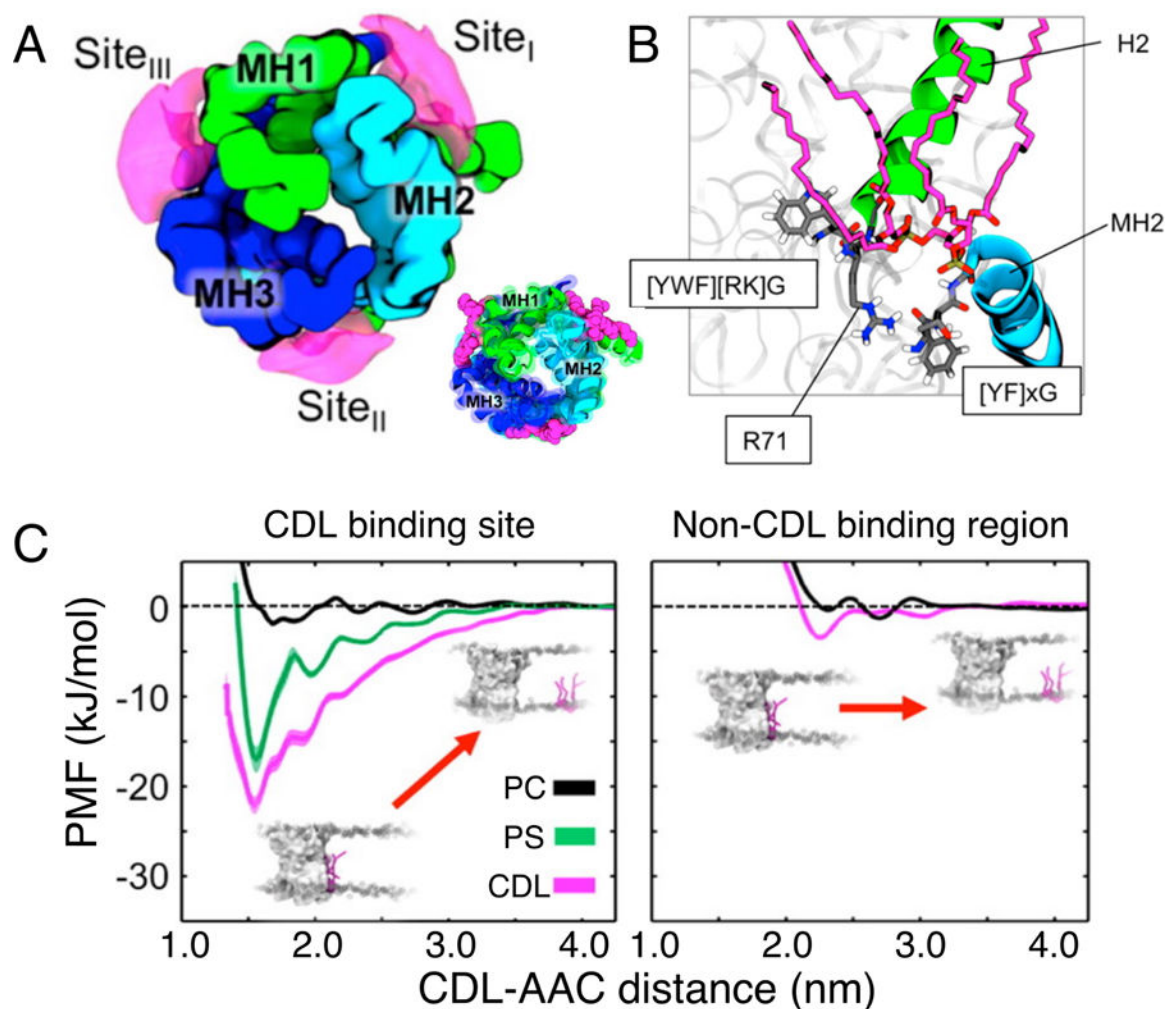 A
Site_III
MH1
Site_I
MH2
MH3
Site_II
MH1
MH2
MH3
B
H2
MH2
[YWF][RK]G
[YF]xG
R71
C
CDL binding site
Non-CDL binding region
PMF (kJ/mol)
0
-10
-20
-30
PC
PS
CDL
1.0 2.0 3.0 4.0
1.0 2.0 3.0 4.0
CDL-AAC distance (nm)